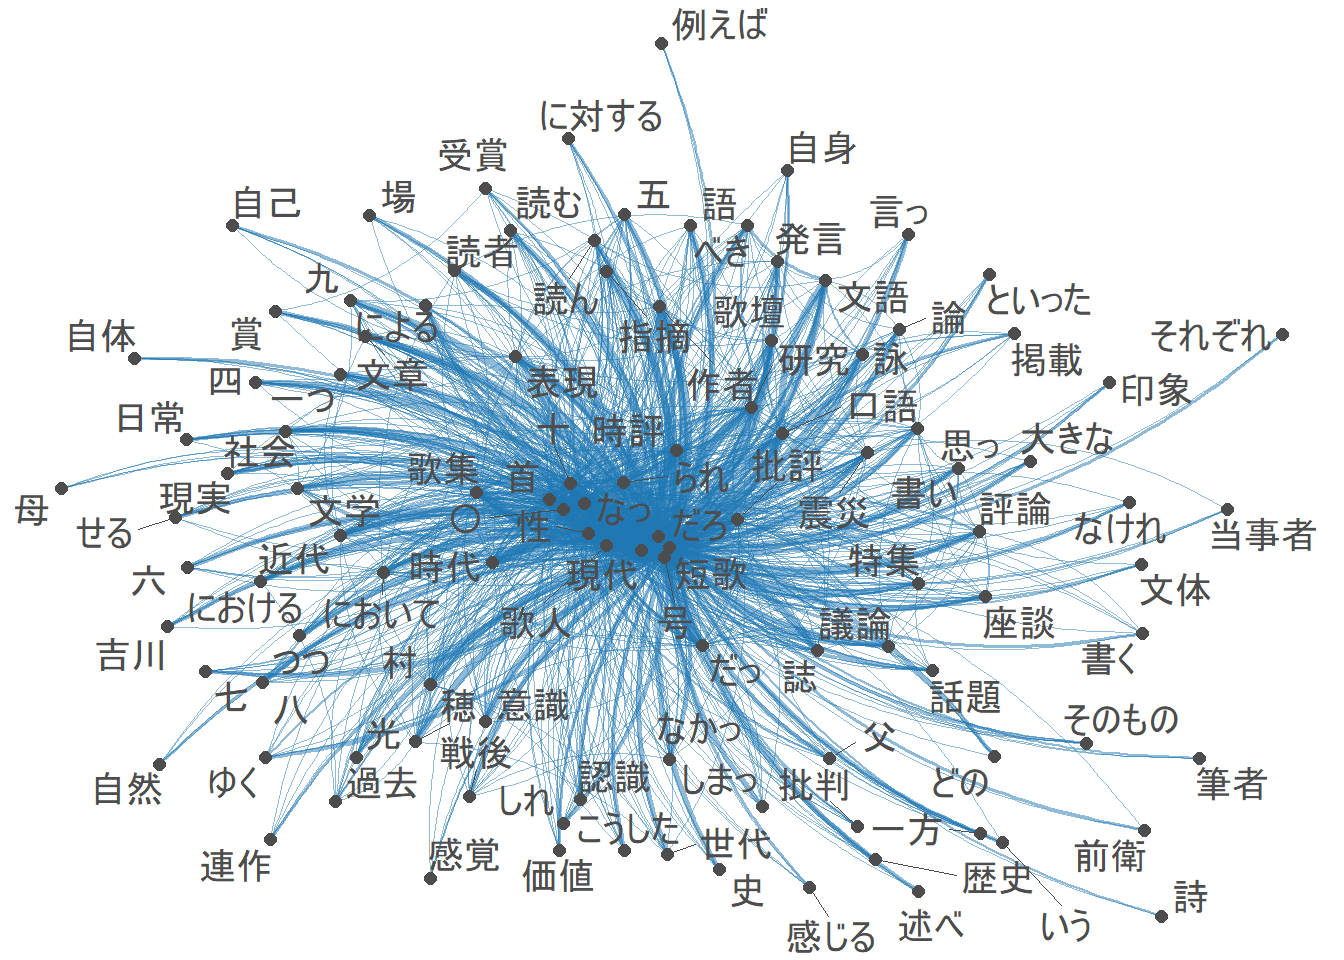 例えば
に対する
自身
受賞
自己
場
読む
五
語
言っ
読者
べき
発言
九
読ん
文語
といった
歌壇
論
賞
による
指摘
自体
それぞれ
研究
詠
掲載
四
文章
表現
作者
印象
一つ
口語
日常
十
時評
思っ
大きな
社会
歌集
首
られ
批評
現実
書い
母
文学
〇
なっ
震災
評論
せる
性
だろ
なけれ
当事者
近代
時代
現代
短歌
特集
六
文体
における
において
歌人
号
議論
座談
吉川
つつ
村
だっ
誌
書く
七
八
穂
意識
話題
光
なかっ
父
そのもの
戦後
自然
ゆく
過去
認識
しまっ
批判
どの
筆者
しれ
こうした
一方
連作
感覚
世代
前衛
価値
史
歴史
詩
感じる
述べ
いう